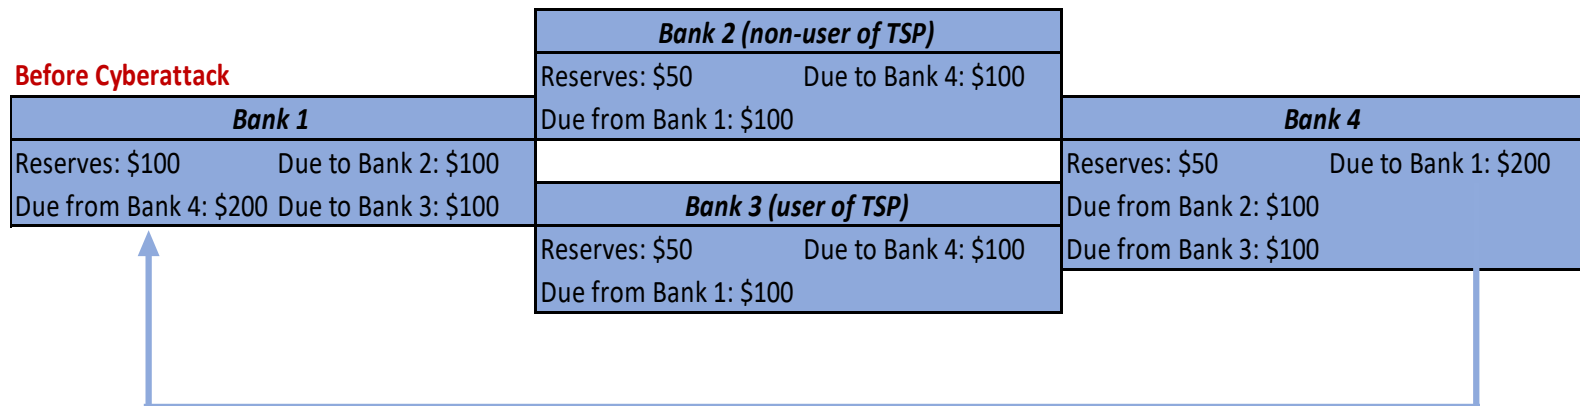 Before Cyberattack
Bank 1
Reserves: $100 Due to Bank 2: $100
Due from Bank 4: $200 Due to Bank 3: $100
Bank 2 (non-user of TSP)
Reserves: $50 Due to Bank 4: $100
Due from Bank 1: $100
Bank 3 (user of TSP)
Reserves: $50 Due to Bank 4: $100
Due from Bank 1: $100
Bank 4
Reserves: $50 Due to Bank 1: $200
Due from Bank 2: $100
Due from Bank 3: $100